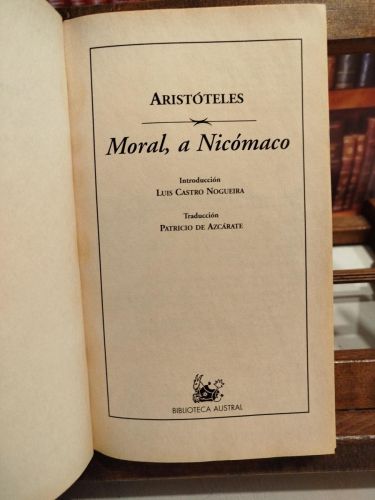 ARISTÓTELES
Moral, a Nicómaco
Introducción
LUIS CASTRO NOGUEIRA
Traducción
PATRICIO DE AZCÁRATE
BIBLIOTECA AUSTRAL